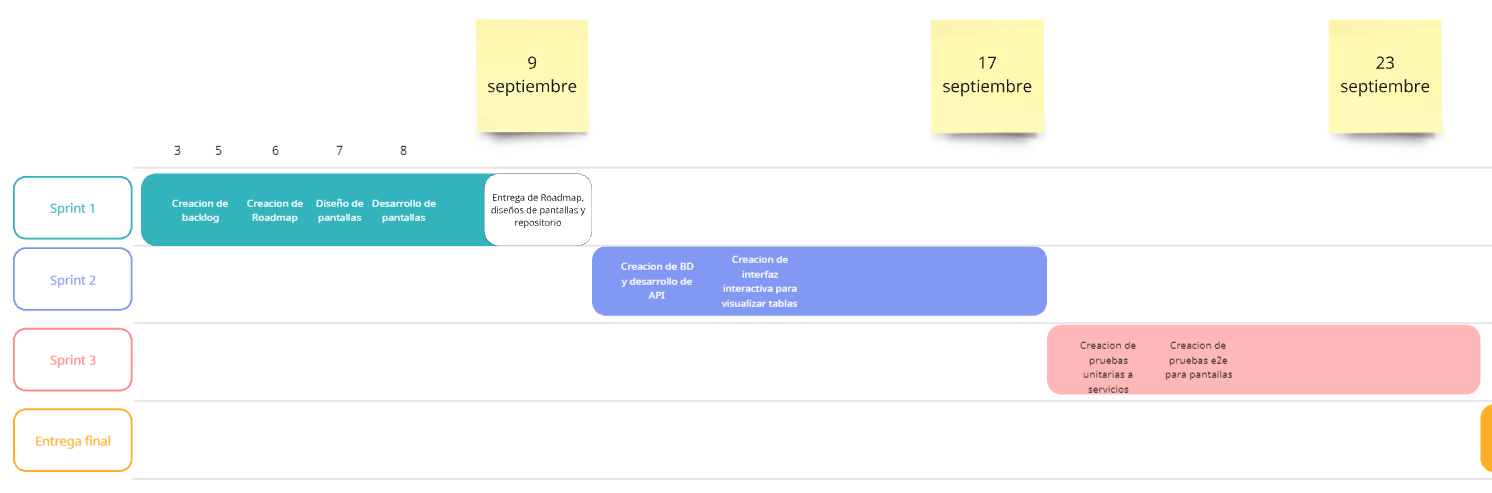 9
septiembre
17
septiembre
23
septiembre
3 5 6 7 8
Sprint 1
Creacion de
backlog
Creacion de
Roadmap
Diseño de
pantallas
Desarrollo de
pantallas
Entrega de Roadmap,
diseños de pantallas y
repositorio
Sprint 2
Creacion de BD
y desarrollo de
API
Creacion de
interfaz
interactiva para
visualizar tablas
Sprint 3
Creacion de
pruebas
unitarias a
servicios
Creacion de
pruebas e2e
para pantallas
Entrega final